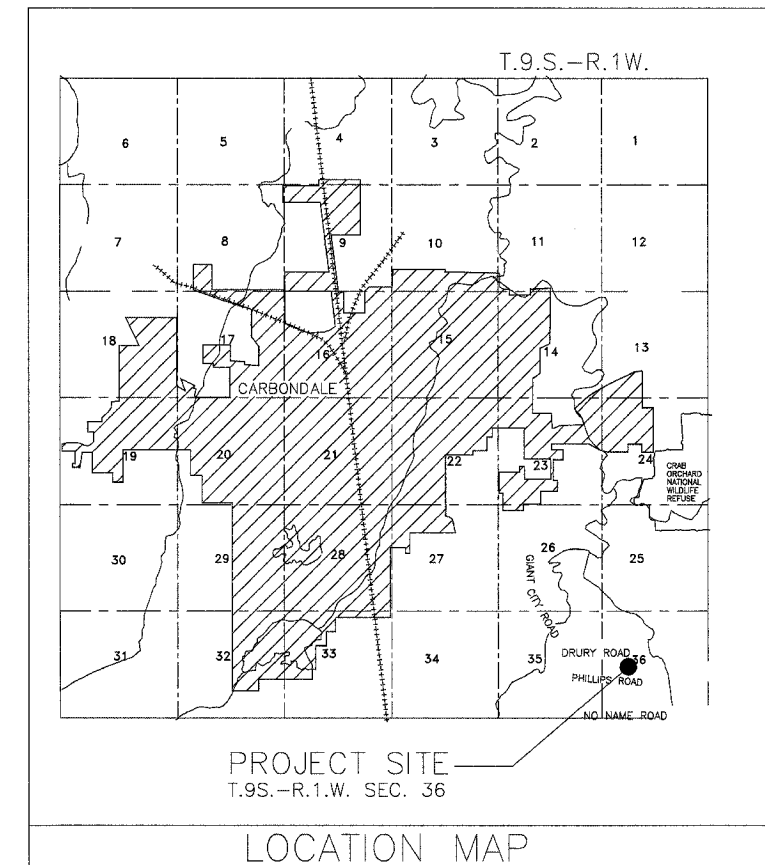 T.9.S.-R.1W.
6 5 4 3 2 1
7 8 9 10 11 12
18 17 16 15 14 13
CARBONDALE
19 20 21 22 23 24
CRAB
ORCHARD
NATIONAL
WILDLIFE
REFUSE
30 29 28 27 26 25
GIANT CITY ROAD
31 32 33 34 35 36
DRURY ROAD
PHILLIPS ROAD
NO NAME ROAD
PROJECT SITE
T.9S.-R.1.W. SEC. 36
LOCATION MAP